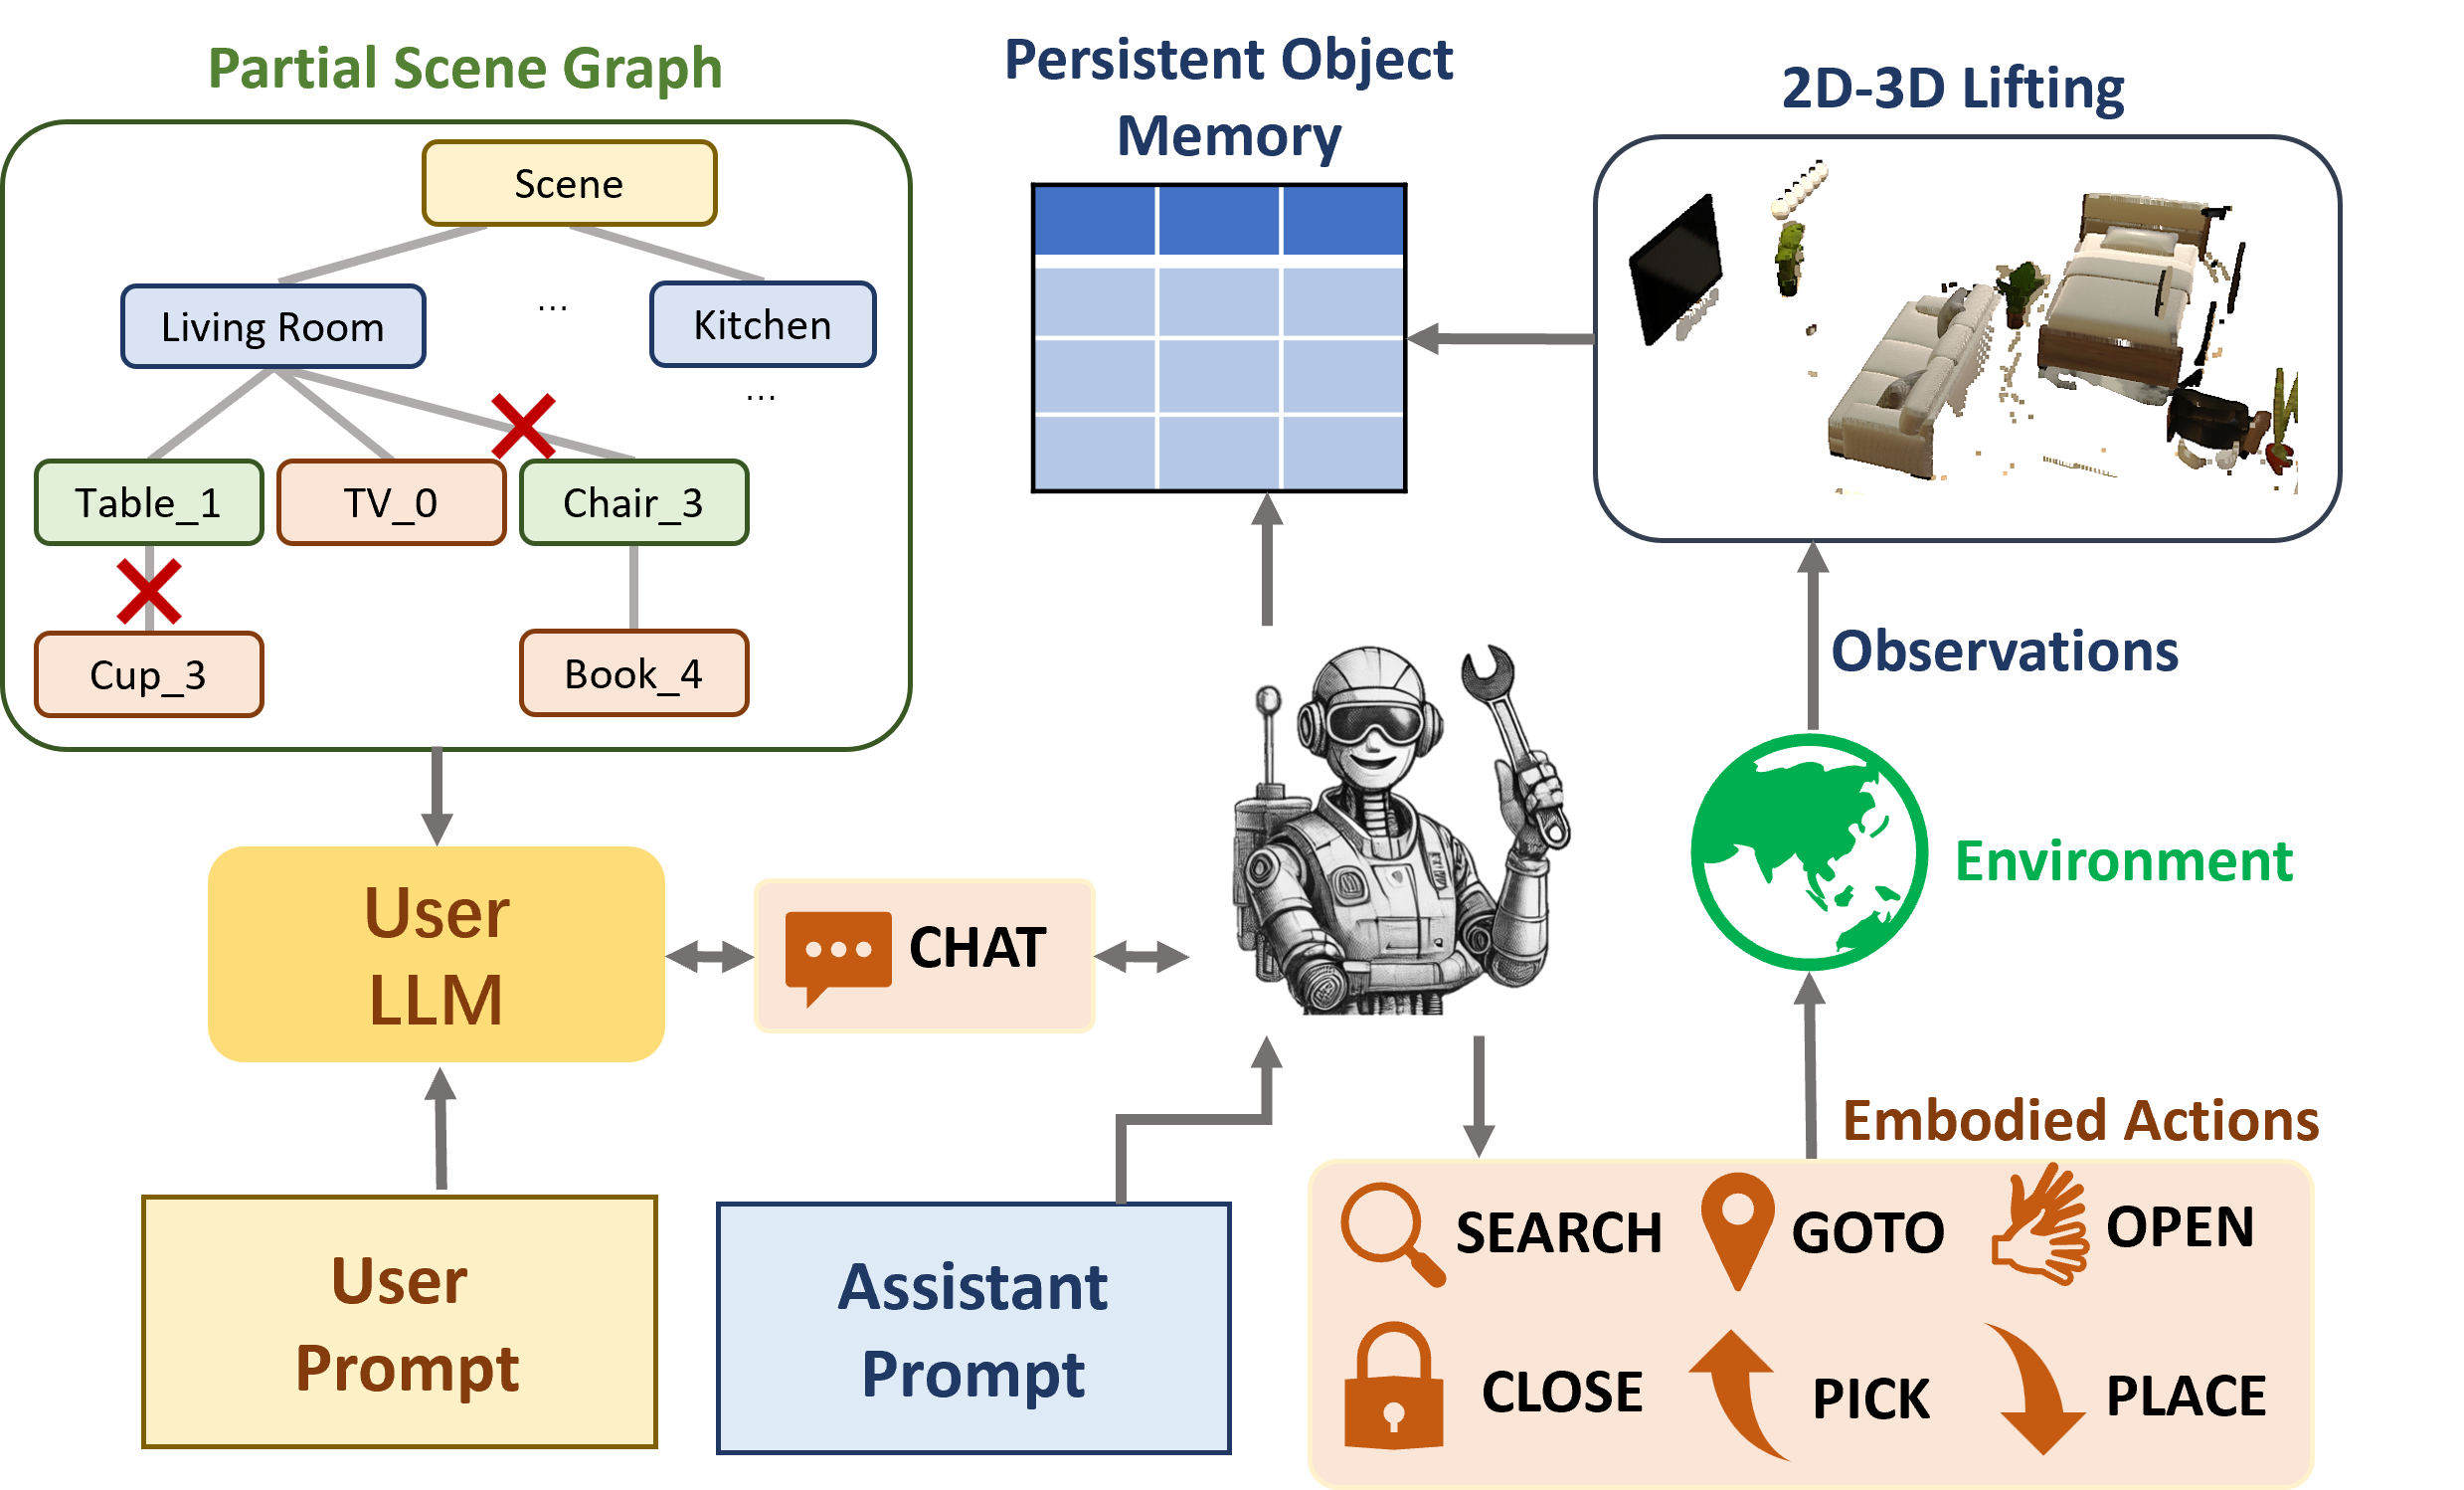 Partial Scene Graph
Scene
Living Room
...
Kitchen
...
Table_1
TV_0
Chair_3
Cup_3
Book_4
Persistent Object
Memory
2D-3D Lifting
Observations
Environment
User
LLM
CHAT
Embodied Actions
User
Prompt
Assistant
Prompt
SEARCH
GOTO
OPEN
CLOSE
PICK
PLACE